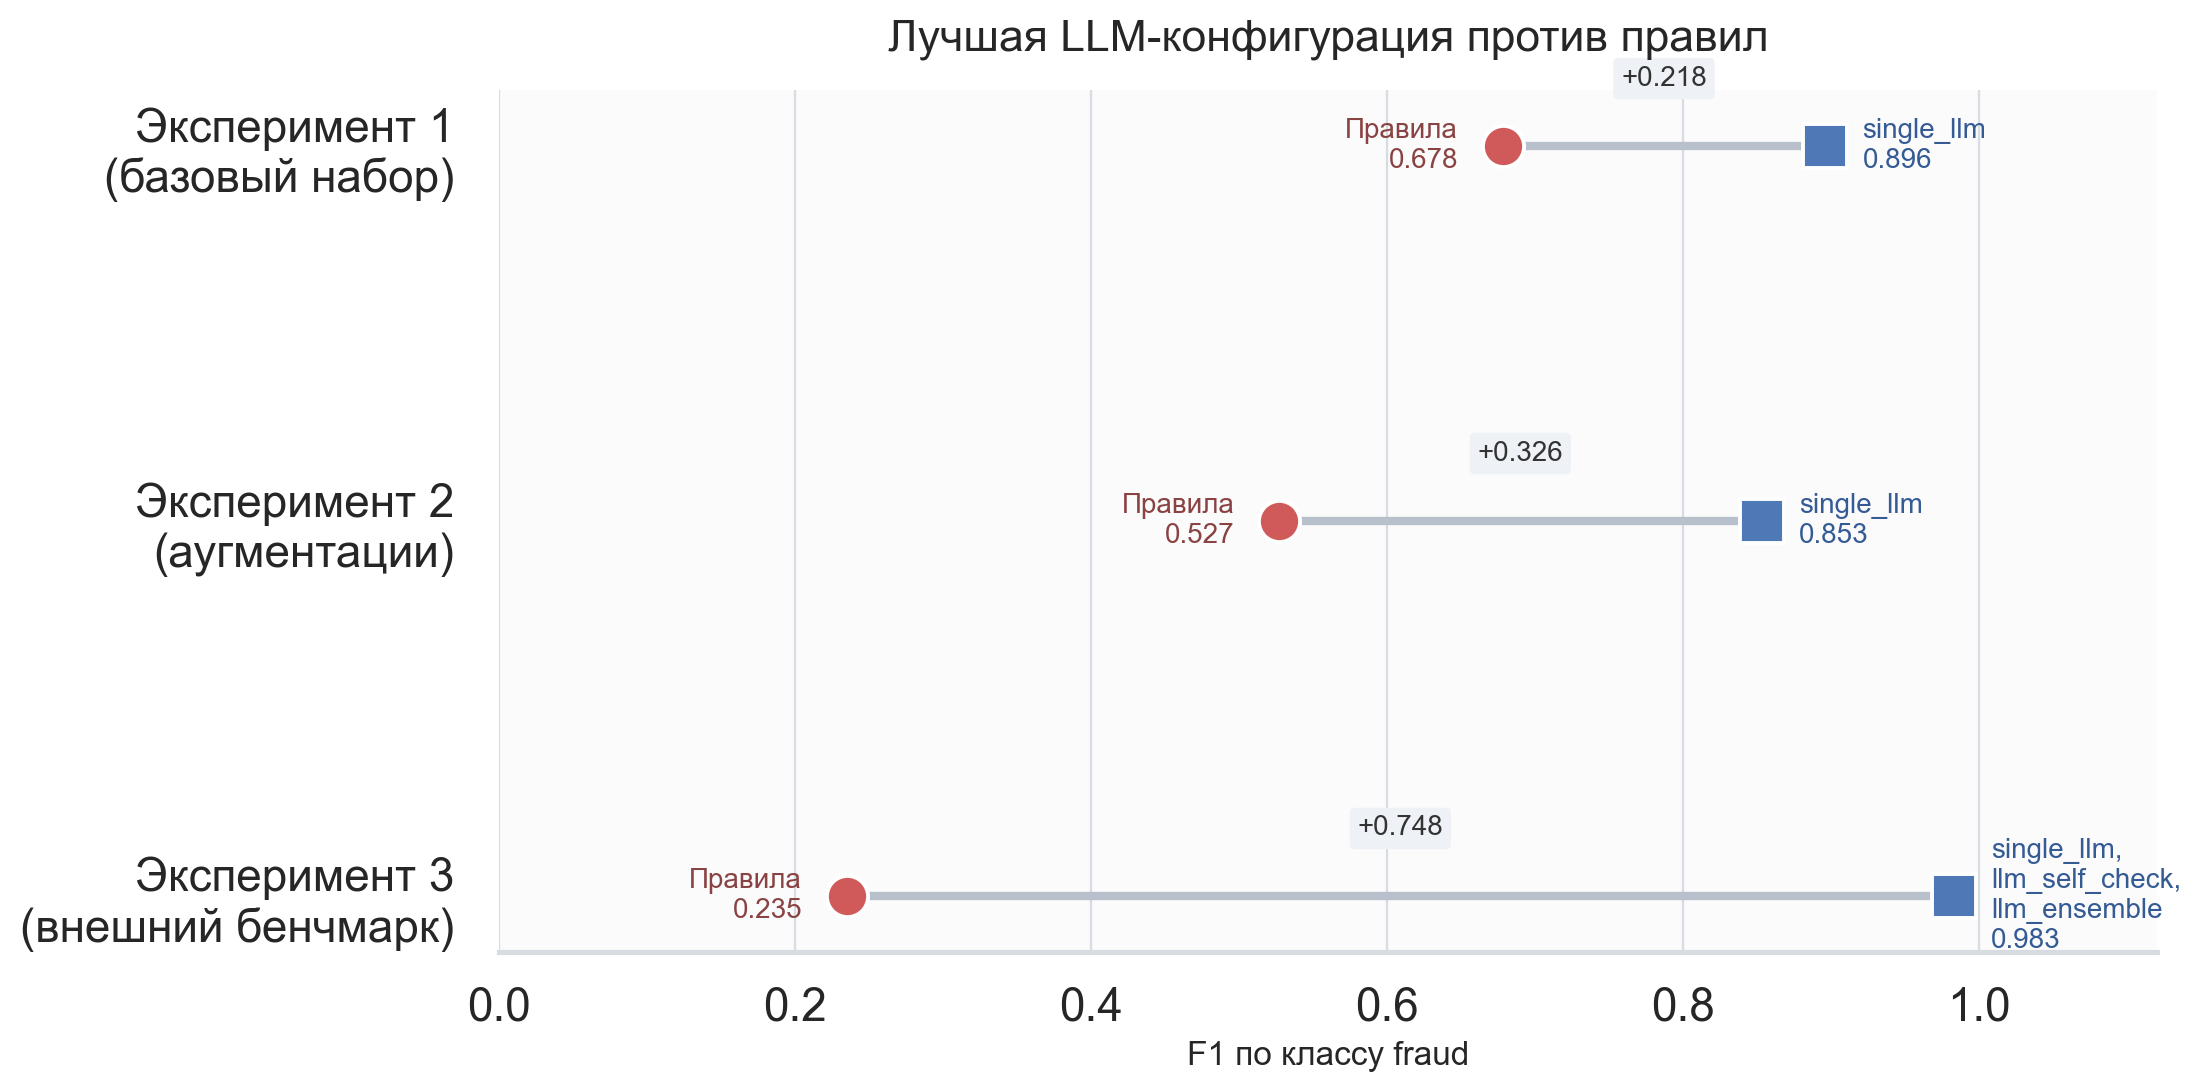 Лучшая LLM-конфигурация против правил
+0.218
Эксперимент 1
(базовый набор)
Правила
0.678
single_llm
0.896
+0.326
Эксперимент 2
(аугментации)
Правила
0.527
single_llm
0.853
+0.748
Эксперимент 3
(внешний бенчмарк)
Правила
0.235
single_llm,
llm_self_check,
llm_ensemble
0.983
0.0 0.2 0.4 0.6 0.8 1.0
F1 по классу fraud